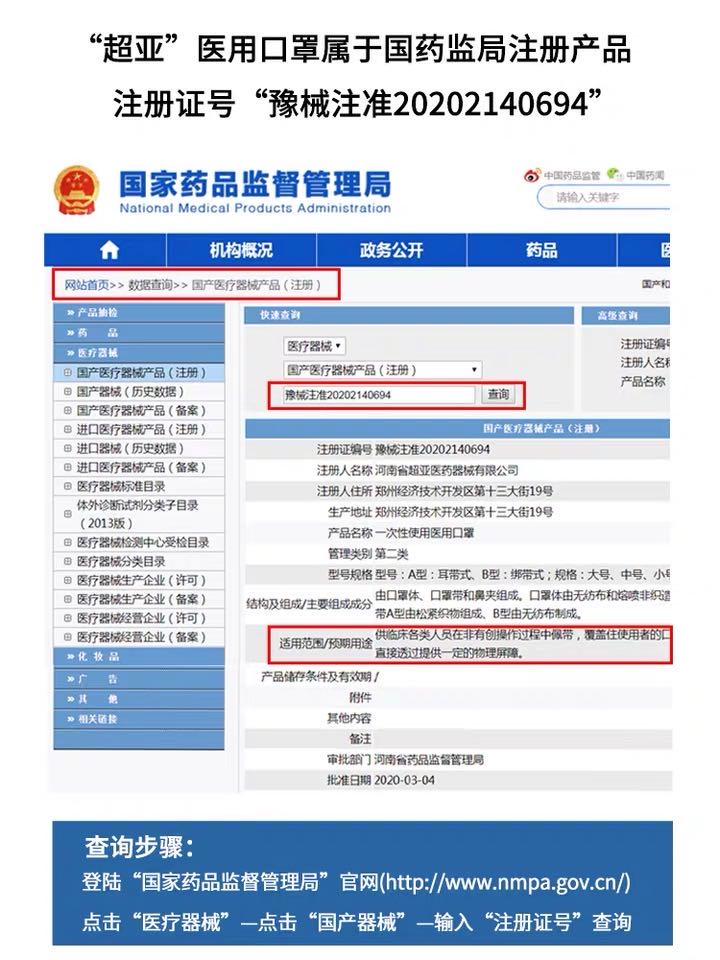 “超亚”医用口罩属于国药监局注册产品
注册证号“豫械注准20202140694”
国家药品监督管理局
National Medical Products Administration
中国药品监管 中国药闻
请输入关键字
机构概况 政务公开 药品 医
网站首页>> 数据查询>> 国产医疗器械产品（注册）
国产和
» 产品抽检
» 药 品
» 医疗器械
国产医疗器械产品（注册）
国产器械（历史数据）
国产医疗器械产品（备案）
进口医疗器械产品（注册）
进口器械（历史数据）
进口医疗器械产品（备案）
医疗器械标准目录
体外诊断试剂分类子目录
（2013版）
医疗器械检测中心受检目录
医疗器械分类目录
医疗器械生产企业（许可）
医疗器械生产企业（备案）
医疗器械经营企业（许可）
医疗器械经营企业（备案）
» 化 妆 品
» 广 告
» 其 他
» 相关链接
快速查询
医疗器械
国产医疗器械产品（注册）
豫械注准20202140694 查询
高级查询
注册证编号
注册人名称
产品名称
国产医疗器械产品（注册）
注册证编号 豫械注准20202140694
注册人名称 河南省超亚医药器械有限公司
注册人住所 郑州经济技术开发区第十三大街19号
生产地址 郑州经济技术开发区第十三大街19号
产品名称 一次性使用医用口罩
管理类别 第二类
型号规格 型号：A型：耳带式、B型：绑带式；规格：大号、中号、小号
结构及组成/主要组成成分 由口罩体、口罩带和鼻夹组成。口罩体由无纺布和熔喷非织造
带A型由松紧织物组成、B型由无纺布制成。
适用范围/预期用途 供临床各类人员在非有创操作过程中佩带，覆盖住使用者的口
直接透过提供一定的物理屏障。
产品储存条件及有效期 /
附件
其他内容
备注
审批部门 河南省药品监督管理局
批准日期 2020-03-04
查询步骤：
登陆“国家药品监督管理局”官网(http://www.nmpa.gov.cn/)
点击“医疗器械”—点击“国产器械”—输入“注册证号”查询